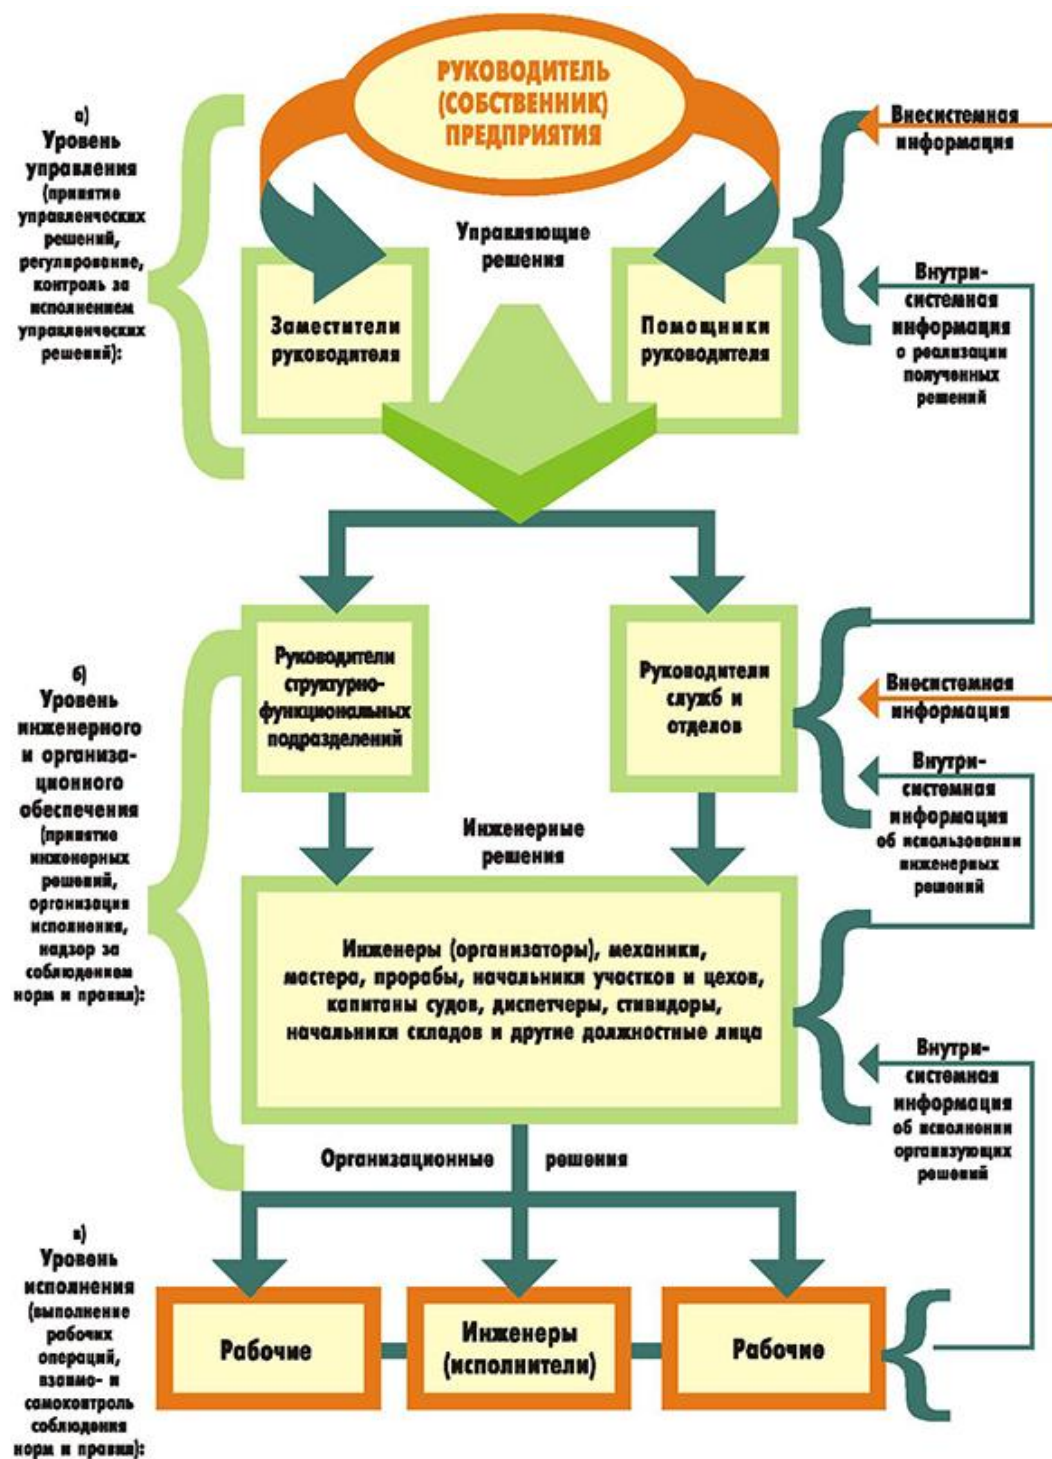 РУКОВОДИТЕЛЬ
(СОБСТВЕННИК)
ПРЕДПРИЯТИЯ
а)
Уровень
управления
(принятие
управленческих
решений,
регулирование,
контроль за
исполнением
управленческих
решений):
Внесистемная
информация
Управляющие
решения
Заместители
руководителя
Помощники
руководителя
Внутри-
системная
информация
о реализации
полученных
решений
б)
Уровень
инженерного
и организа-
ционного
обеспечения
(принятие
инженерных
решений,
организация
исполнения,
надзор за
соблюдением
норм и правил):
Руководители
структурно-
функциональных
подразделений
Руководители
служб и
отделов
Внесистемная
информация
Внутри-
системная
информация
об использовании
инженерных
решений
Инженерные
решения
Инженеры (организаторы), механики,
мастера, прорабы, начальники участков и цехов,
капитаны судов, диспетчеры, стивидоры,
начальники складов и другие должностные лица
Внутри-
системная
информация
об исполнении
организующих
решений
Организационные решения
в)
Уровень
исполнения
(выполнение
рабочих
операций,
взаимо- и
самоконтроль
соблюдения
норм и правил):
Рабочие
Инженеры
(исполнители)
Рабочие